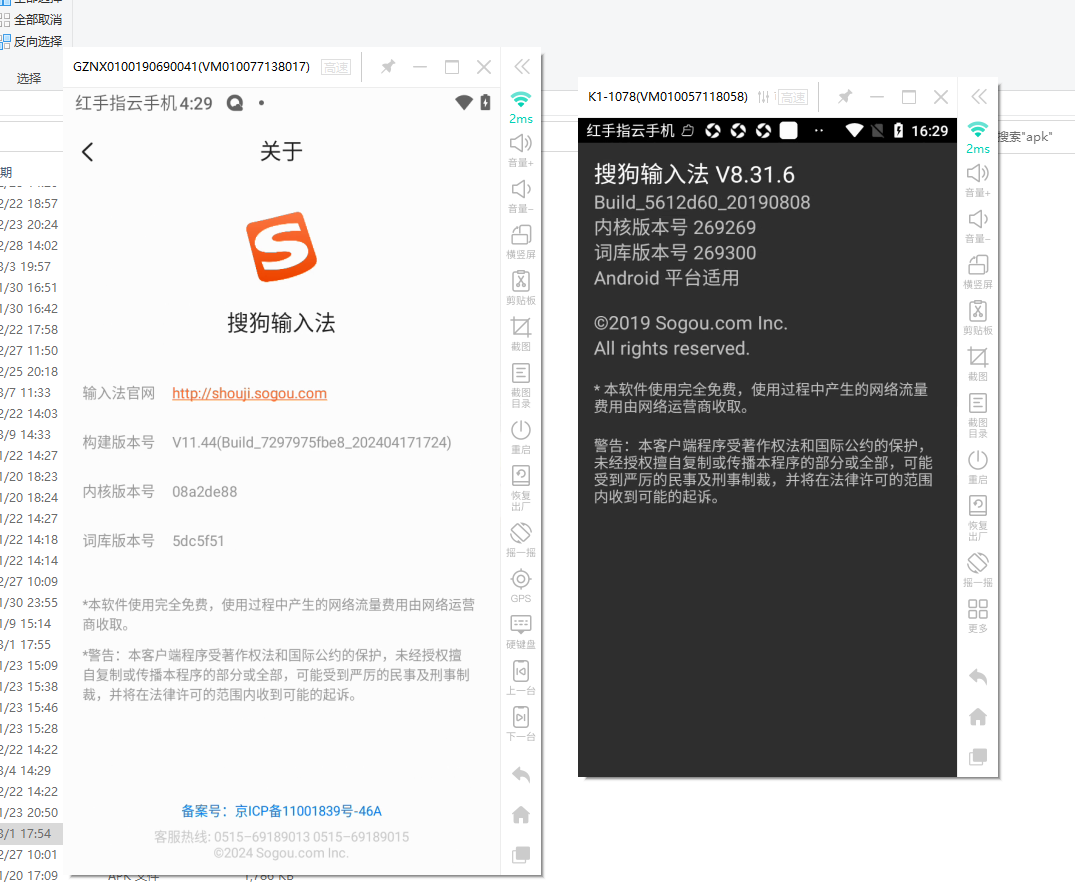 全部取消
反向选择
选择
期
2/22 18:57
2/23 20:24
2/28 14:02
3/3 19:57
1/30 16:51
1/30 16:42
2/22 17:58
2/27 11:50
2/25 20:18
3/7 11:33
2/22 14:03
3/9 14:33
1/22 14:27
1/20 18:23
1/20 18:24
1/22 14:27
1/22 14:18
1/22 14:14
2/27 10:09
1/30 23:55
1/9 15:14
3/1 17:55
1/23 15:09
1/23 15:38
1/23 15:46
1/23 15:28
2/22 14:22
3/4 14:29
2/22 14:22
1/23 20:50
3/1 17:54
2/27 10:01
1/20 17:09
GZNX0100190690041(VM010077138017) 高速
红手指云手机 4:29
关于
搜狗输入法
输入法官网 http://shouji.sogou.com
构建版本号 V11.44(Build_7297975fbe8_202404171724)
内核版本号 08a2de88
词库版本号 5dc5f51
*本软件使用完全免费，使用过程中产生的网络流量费用由网络运营
商收取。
*警告：本客户端程序受著作权法和国际公约的保护，未经授权擅
自复制或传播本程序的部分或全部，可能受到严厉的民事及刑事制
裁，并将在法律许可的范围内收到可能的起诉。
备案号：京ICP备11001839号-46A
客服热线: 0515-69189013 0515-69189015
©2024 Sogou.com Inc.
2ms
音量+
音量-
横竖屏
剪贴板
截图
截图
目录
重启
恢复
出厂
摇一摇
GPS
硬键盘
上一台
下一台
K1-1078(VM010057118058) 高速
红手指云手机 16:29
搜狗输入法 V8.31.6
Build_5612d60_20190808
内核版本号 269269
词库版本号 269300
Android 平台适用
©2019 Sogou.com Inc.
All rights reserved.
* 本软件使用完全免费，使用过程中产生的网络流量
费用由网络运营商收取。
警告：本客户端程序受著作权法和国际公约的保护，
未经授权擅自复制或传播本程序的部分或全部，可能
受到严厉的民事及刑事制裁，并将在法律许可的范围
内收到可能的起诉。
2ms
音量+
音量-
横竖屏
剪贴板
截图
截图
目录
重启
恢复
出厂
摇一摇
更多
搜索"apk"